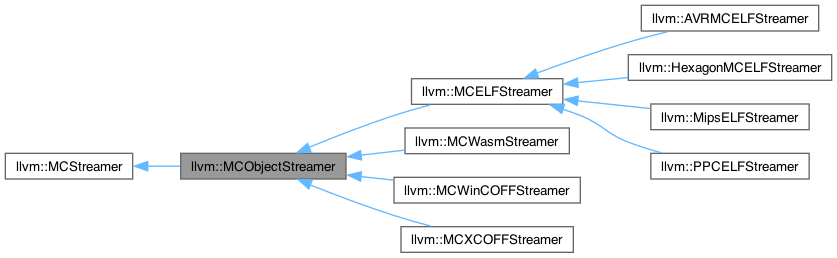 llvm::MCStreamer
llvm::MCObjectStreamer
llvm::MCELFStreamer
llvm::MCWasmStreamer
llvm::MCWinCOFFStreamer
llvm::MCXCOFFStreamer
llvm::AVRMCELFStreamer
llvm::HexagonMCELFStreamer
llvm::MipsELFStreamer
llvm::PPCELFStreamer